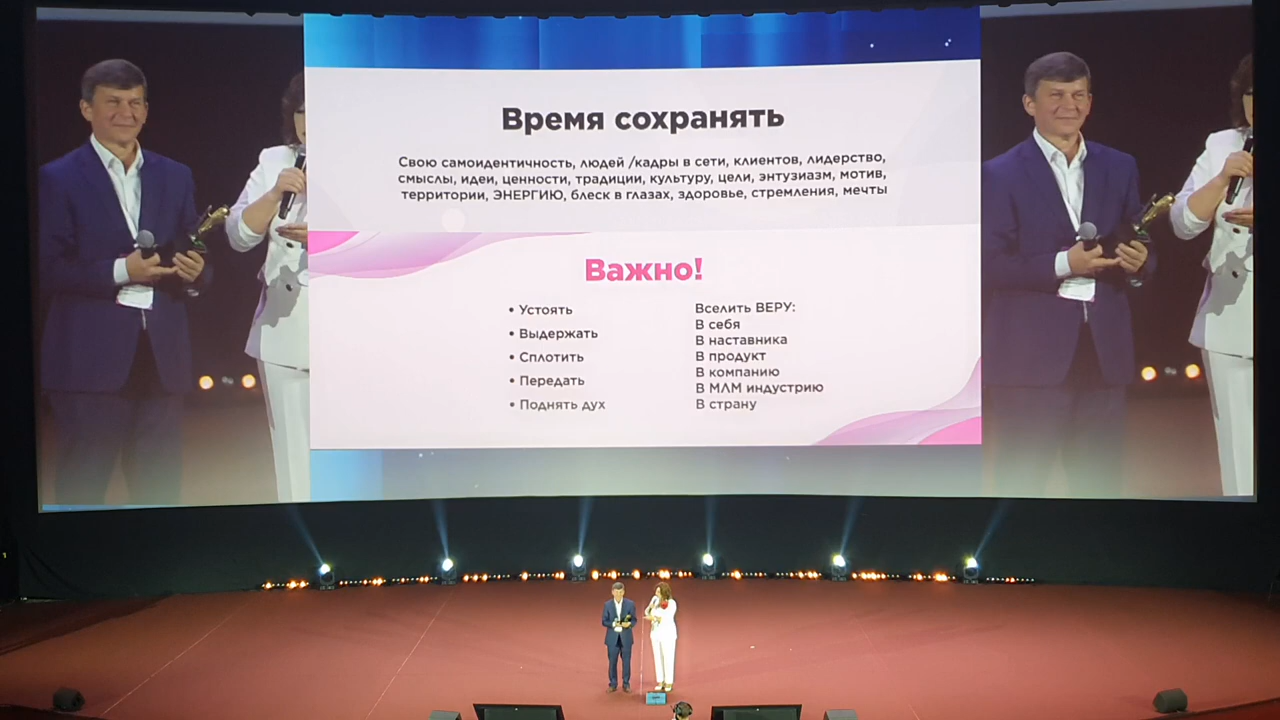 Время сохранять
Свою самоидентичность, людей /кадры в сети, клиентов, лидерство,
смыслы, идеи, ценности, традиции, культуру, цели, энтузиазм, мотив,
территории, ЭНЕРГИЮ, блеск в глазах, здоровье, стремления, мечты
Важно!
• Устоять
• Выдержать
• Сплотить
• Передать
• Поднять дух
Вселить ВЕРУ:
В себя
В наставника
В продукт
В компанию
В МЛМ индустрию
В страну